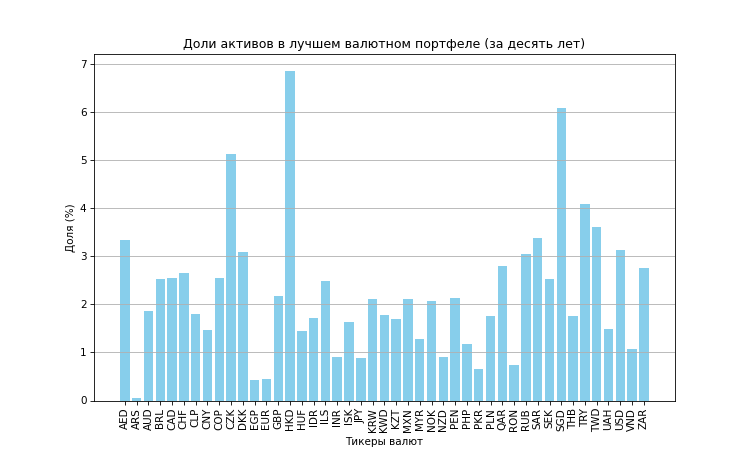 Доли активов в лучшем валютном портфеле (за десять лет)
7
6
5
4
3
2
1
0
Доля (%)
AED ARS AUD BRL CAD CHF CLP CNY COP CZK DKK EGP EUR GBP HKD HUF IDR ILS INR ISK JPY KRW KWD KZT MXN MYR NOK NZD PEN PHP PKR PLN QAR RON RUB SAR SEK SGD THB TRY TWD UAH USD VND ZAR
Тикеры валют